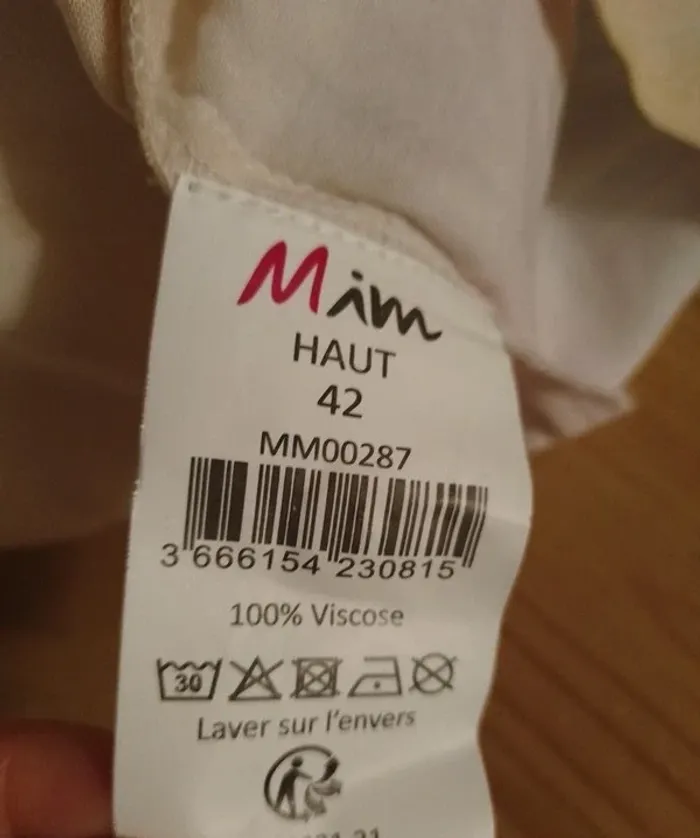 Mim
HAUT
42
MM00287
3 666154 230815
100% Viscose
30
Laver sur l'envers